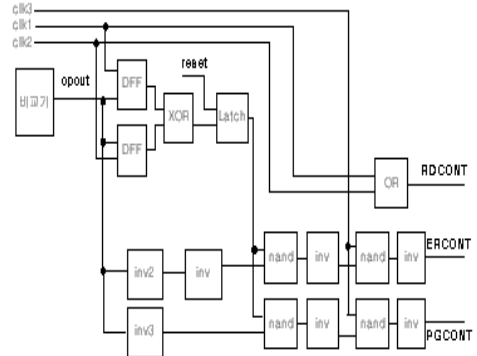 clk3
clk1
clk2
비교기
opout
DFF
DFF
reset
XOR
Latch
OR
RDCONT
inv2
inv
nand
inv
nand
inv
ERCONT
inv3
nand
inv
nand
inv
PGCONT